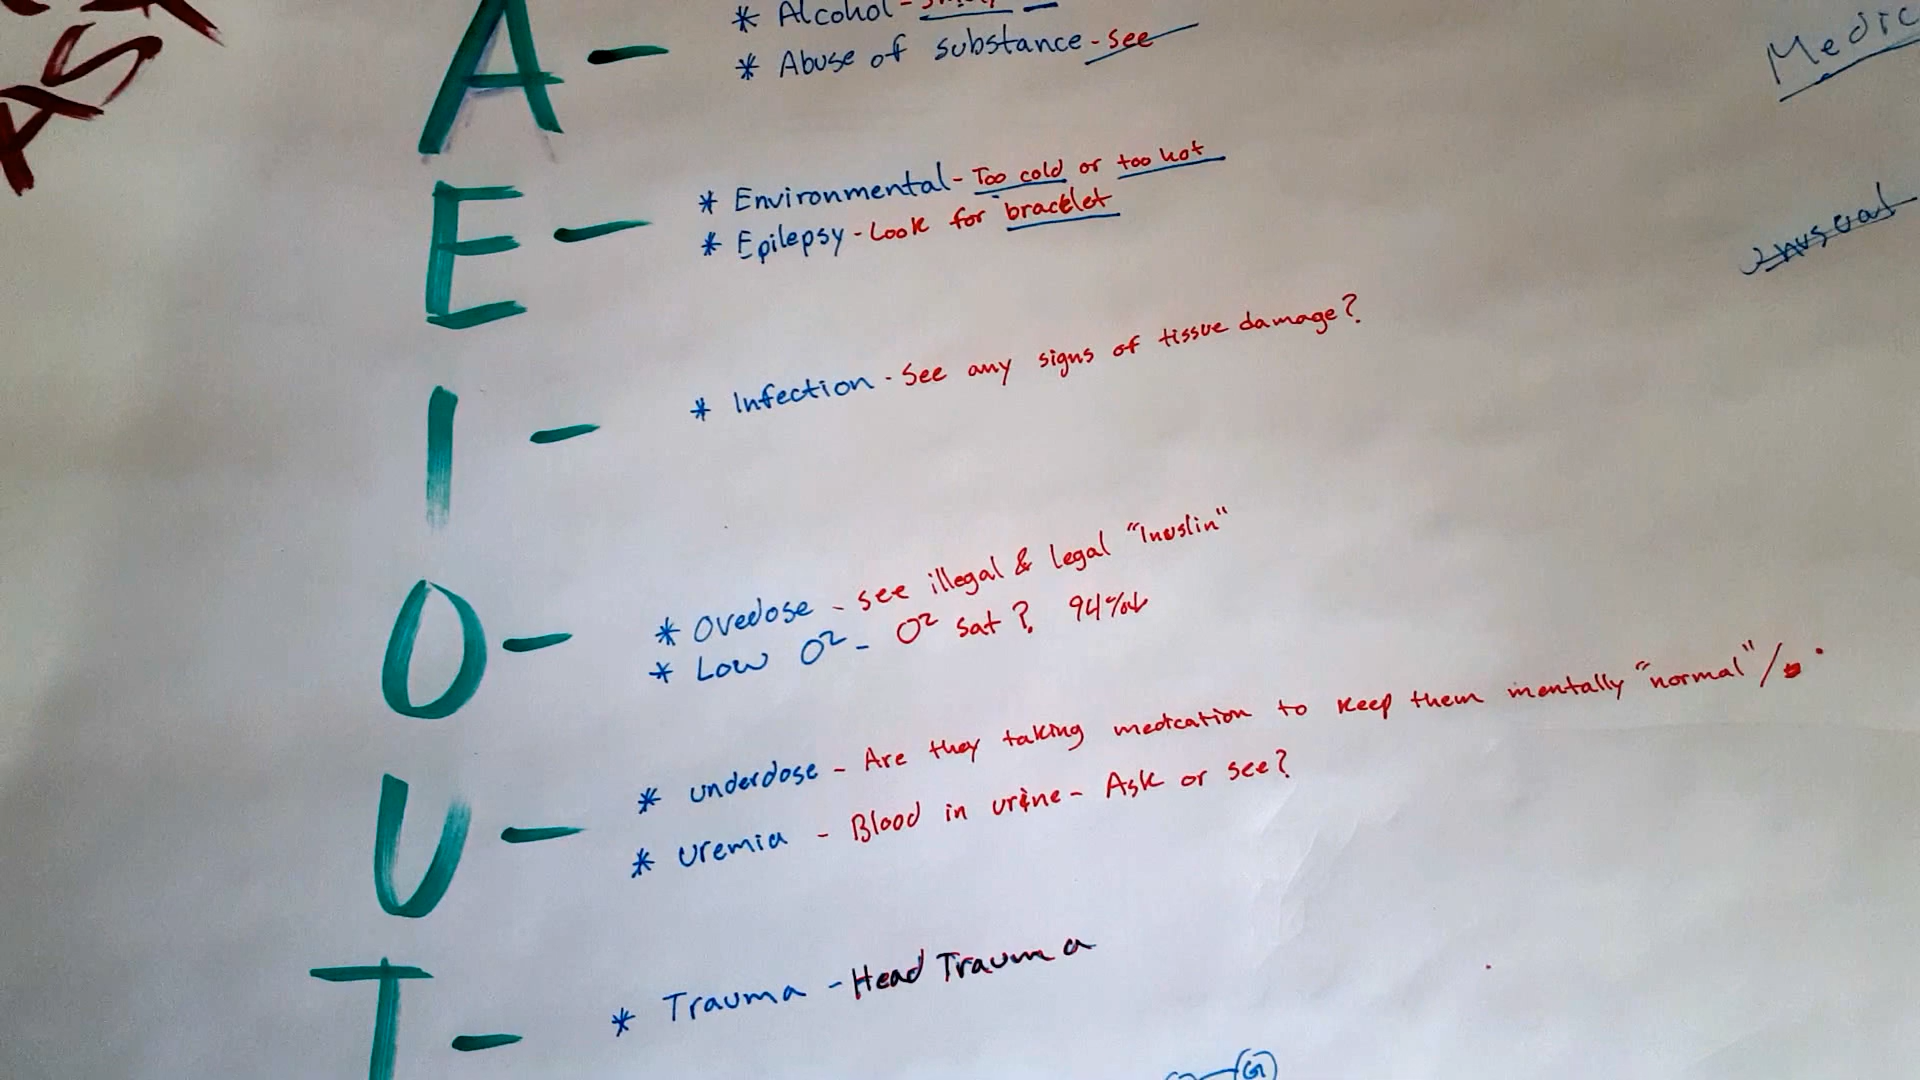 A - * Alcohol -
* Abuse of substance - see
Medic
E - * Environmental - Too cold or too hot
* Epilepsy - Look for bracelet
I - * Infection - See any signs of tissue damage?
O - * Ovedose - see illegal & legal "Inuslin"
* Low O² - O² sat? 94%↓
U - * underdose - Are they taking medication to keep them mentally "normal" /
* uremia - Blood in urine - Ask or see?
T - * Trauma - Head Trauma
G